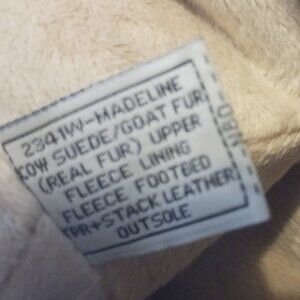 2341W-MADELINE
COW SUEDE/GOAT FUR
(REAL FUR) UPPER
FLEECE LINING
FLEECE FOOTBED
TPR+STACK LEATHER
OUTSOLE